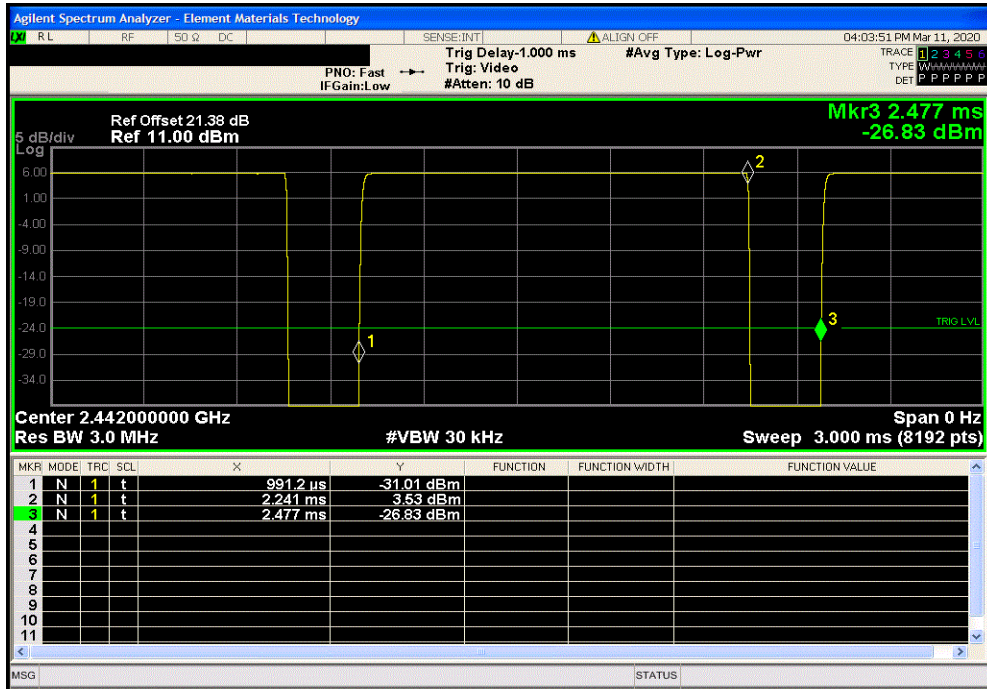 Agilent Spectrum Analyzer - Element Materials Technology
LXI RL RF 50 Ω DC SENSE:INT ALIGN OFF 04:03:51 PM Mar 11, 2020
Trig Delay-1.000 ms #Avg Type: Log-Pwr TRACE 1 2 3 4 5 6
PNO: Fast Trig: Video TYPE WWWWWW
IFGain:Low #Atten: 10 dB DET P P P P P P
Mkr3 2.477 ms
-26.83 dBm
Ref Offset 21.38 dB
5 dB/div Ref 11.00 dBm
Log
6.00
1.00
-4.00
-9.00
-14.0
-19.0
-24.0
-29.0
-34.0
2
3
TRIG LVL
1
Center 2.442000000 GHz Span 0 Hz
Res BW 3.0 MHz #VBW 30 kHz Sweep 3.000 ms (8192 pts)
MKR MODE TRC SCL X Y FUNCTION FUNCTION WIDTH FUNCTION VALUE
1 N 1 t 991.2 µs -31.01 dBm
2 N 1 t 2.241 ms 3.53 dBm
3 N 1 t 2.477 ms -26.83 dBm
4
5
6
7
8
9
10
11
MSG STATUS